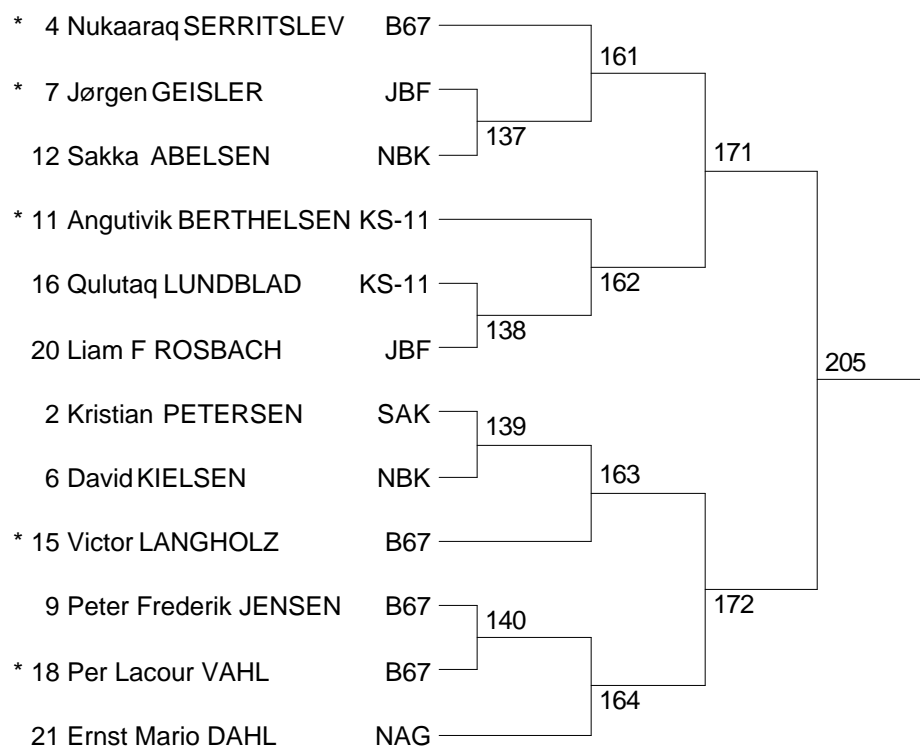 * 4 Nukaaraq SERRITSLEV B67
161
* 7 Jørgen GEISLER JBF
137
12 Sakka ABELSEN NBK
171
* 11 Angutivik BERTHELSEN KS-11
16 Qulutaq LUNDBLAD KS-11
162
138
20 Liam F ROSBACH JBF
205
2 Kristian PETERSEN SAK
139
6 David KIELSEN NBK
163
* 15 Victor LANGHOLZ B67
9 Peter Frederik JENSEN B67
172
140
* 18 Per Lacour VAHL B67
164
21 Ernst Mario DAHL NAG